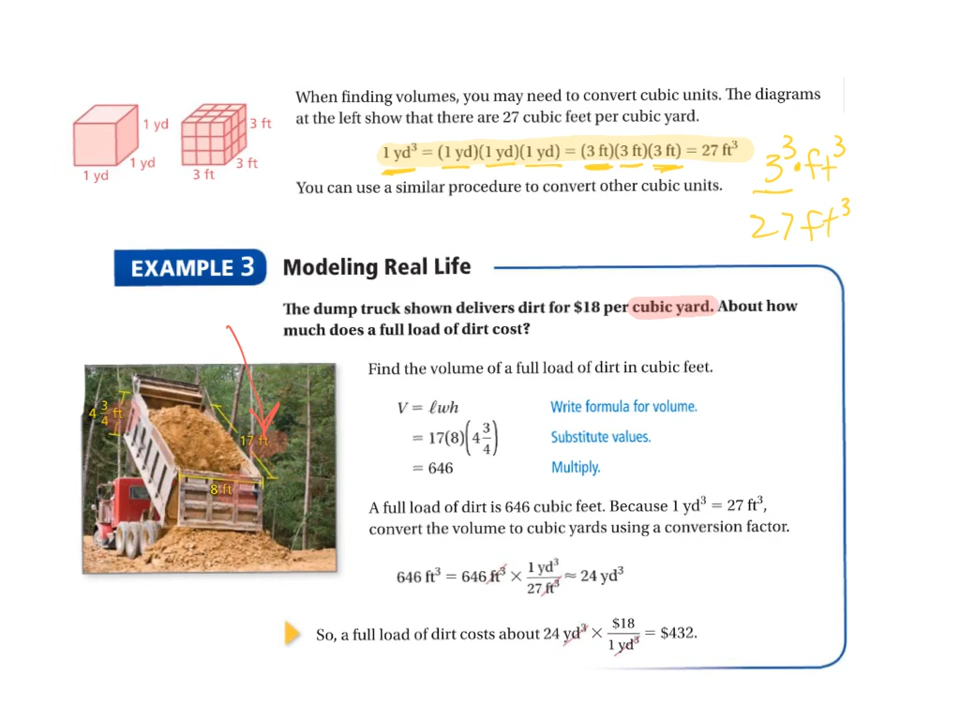 When finding volumes, you may need to convert cubic units. The diagrams
at the left show that there are 27 cubic feet per cubic yard.
1 yd
1 yd
1 yd
3 ft
3 ft
3 ft
1 yd³ = (1 yd)(1 yd)(1 yd) = (3 ft)(3 ft)(3 ft) = 27 ft³
3³·ft³
27 ft³
You can use a similar procedure to convert other cubic units.
EXAMPLE 3 Modeling Real Life
The dump truck shown delivers dirt for $18 per cubic yard. About how
much does a full load of dirt cost?
4 3/4 ft
17 ft
8 ft
Find the volume of a full load of dirt in cubic feet.
V = ℓwh Write formula for volume.
= 17(8)(4 3/4) Substitute values.
= 646 Multiply.
A full load of dirt is 646 cubic feet. Because 1 yd³ = 27 ft³,
convert the volume to cubic yards using a conversion factor.
646 ft³ = 646 ft³ × 1 yd³/27 ft³ ≈ 24 yd³
So, a full load of dirt costs about 24 yd³ × $18/1 yd³ = $432.